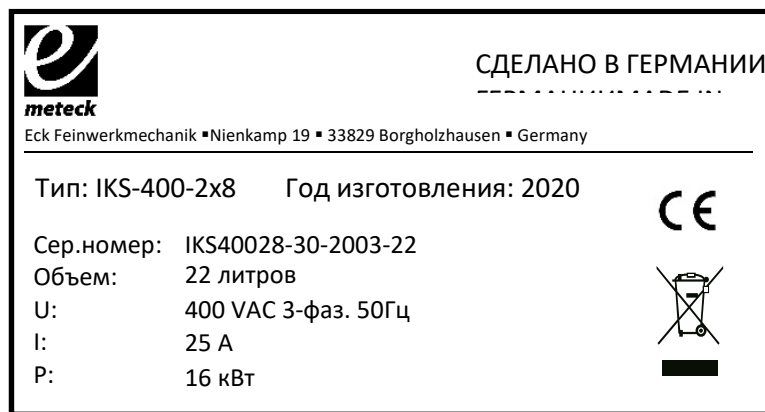 СДЕЛАНО В ГЕРМАНИИ
meteck
Eck Feinwerkmechanik ▪Nienkamp 19 ▪ 33829 Borgholzhausen ▪ Germany
Тип: IKS-400-2x8 Год изготовления: 2020
Сер.номер: IKS40028-30-2003-22
Объем: 22 литров
U: 400 VAC 3-фаз. 50Гц
I: 25 A
P: 16 кВт
CE